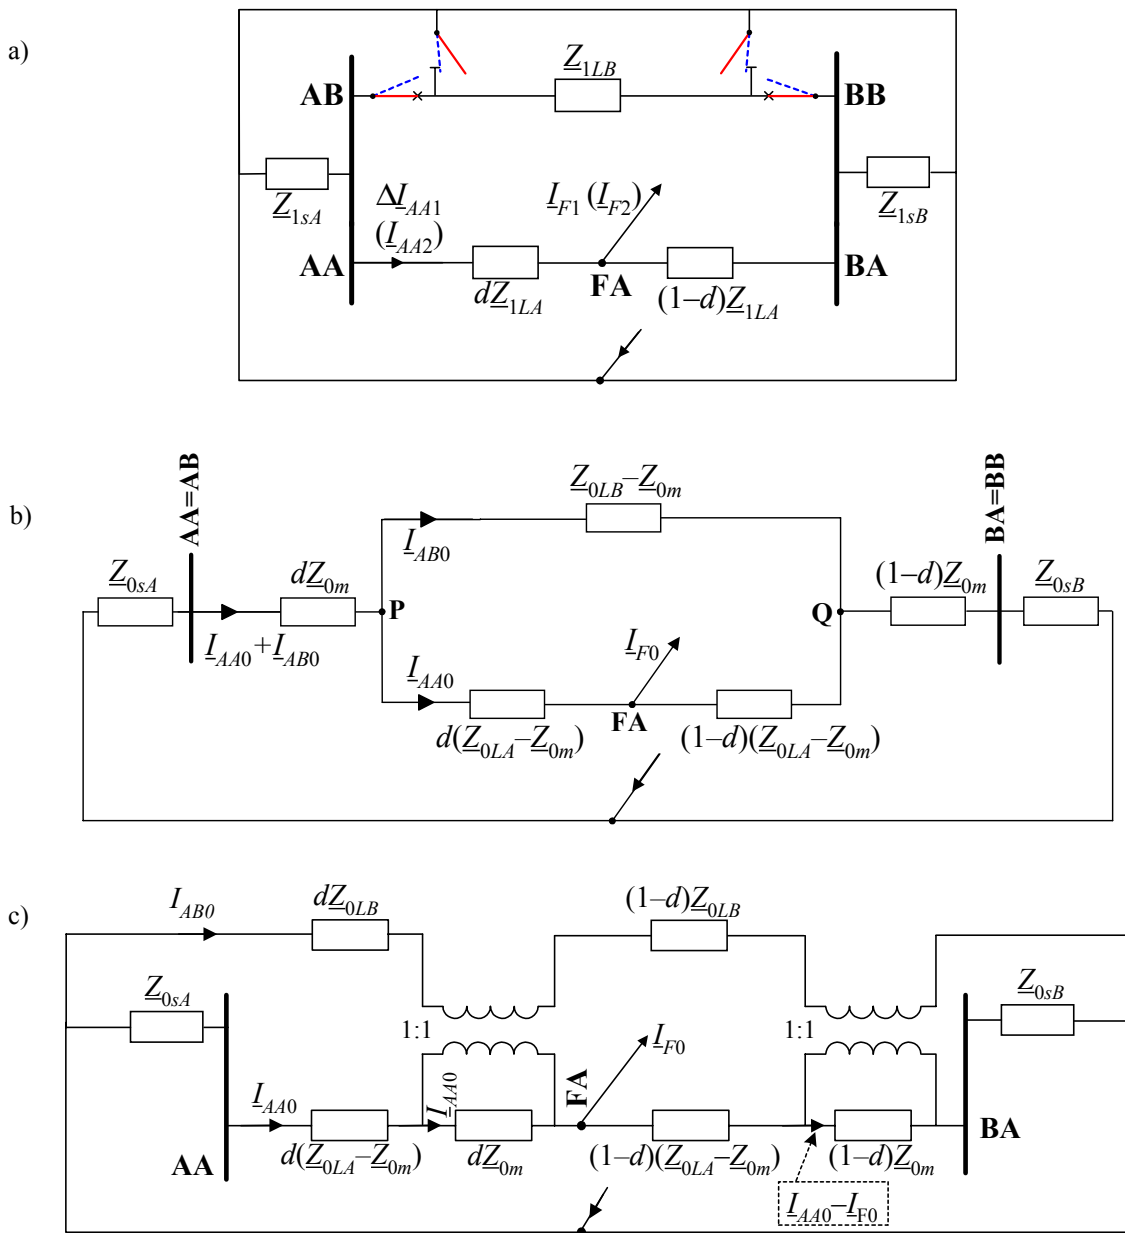 a)
Z1LB
AB
BB
Z1sA
Z1sB
ΔIAA1
(IAA2)
IF1 (IF2)
AA
FA
BA
dZ1LA
(1–d)Z1LA
b)
AA=AB
BA=BB
Z0LB–Z0m
IAB0
Z0sA
dZ0m
(1–d)Z0m
Z0sB
P
Q
IAA0+IAB0
IAA0
IF0
FA
d(Z0LA–Z0m)
(1–d)(Z0LA–Z0m)
c)
IAB0
dZ0LB
(1–d)Z0LB
Z0sA
Z0sB
1:1
1:1
IF0
FA
IAA0
IAA0
AA
BA
d(Z0LA–Z0m)
dZ0m
(1–d)(Z0LA–Z0m)
(1–d)Z0m
IAA0–IF0